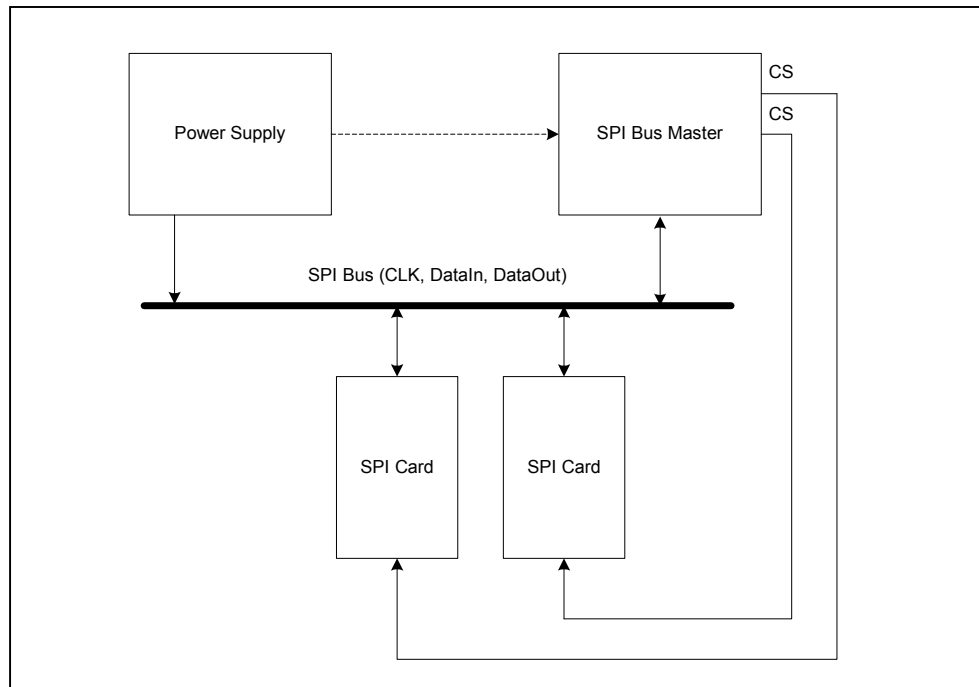 CS
CS
Power Supply
SPI Bus Master
SPI Bus (CLK, DataIn, DataOut)
SPI Card
SPI Card